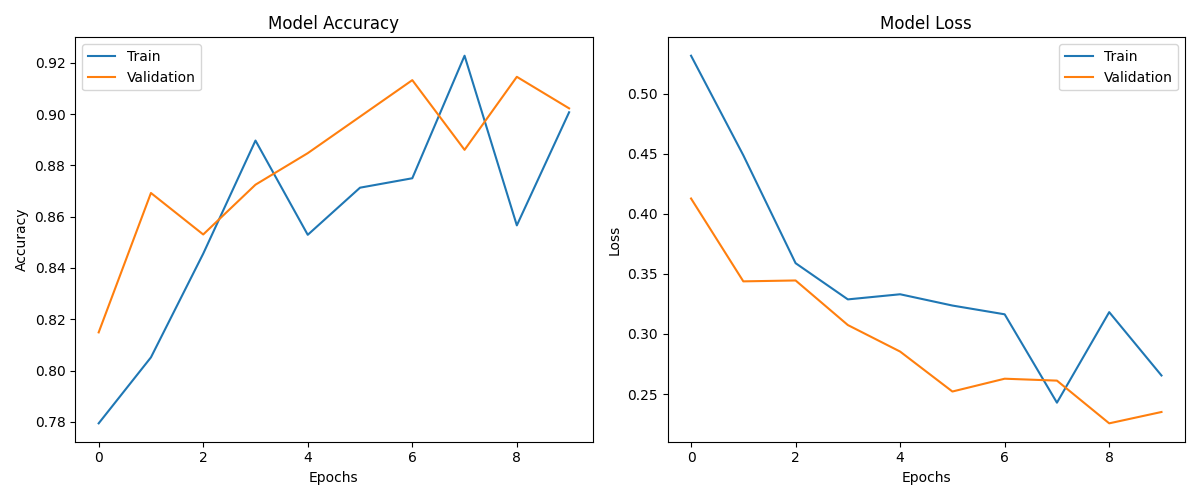 Model Accuracy
Train
Validation
0.92
0.90
0.88
0.86
0.84
0.82
0.80
0.78
Accuracy
0
2
4
6
8
Epochs
Model Loss
Train
Validation
0.50
0.45
0.40
0.35
0.30
0.25
Loss
0
2
4
6
8
Epochs